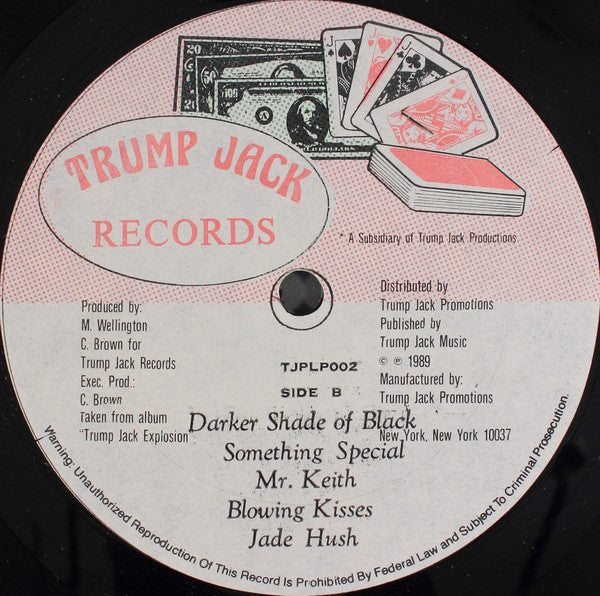 20
50
100
J
J
J
J
A
TRUMP JACK
RECORDS
* A Subsidiary of Trump Jack Productions
Produced by:
M. Wellington
C. Brown for
Trump Jack Records
Exec. Prod.:
C. Brown
Taken from album
"Trump Jack Explosion"
TJPLP002
SIDE B
Distributed by
Trump Jack Promotions
Published by
Trump Jack Music
© ℗ 1989
Manufactured by:
Trump Jack Promotions
New York, New York 10037
Darker Shade of Black
Something Special
Mr. Keith
Blowing Kisses
Jade Hush
Warning: Unauthorized Reproduction Of This Record Is Prohibited By Federal Law and Subject To Criminal Prosecution.